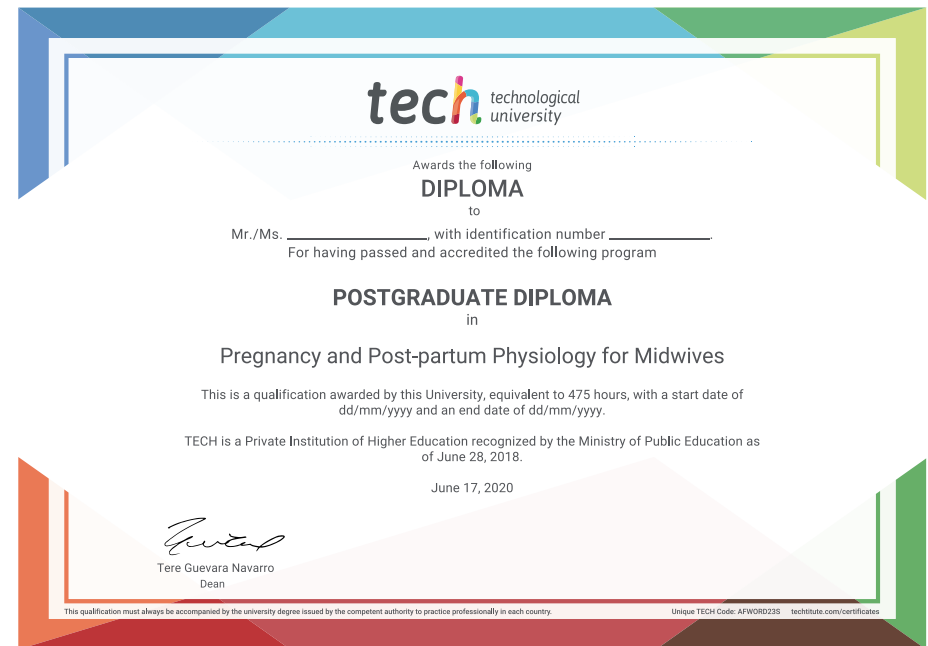 tech technological
university
Awards the following
DIPLOMA
to
Mr./Ms. ____________________, with identification number ______________.
For having passed and accredited the following program
POSTGRADUATE DIPLOMA
in
Pregnancy and Post-partum Physiology for Midwives
This is a qualification awarded by this University, equivalent to 475 hours, with a start date of
dd/mm/yyyy and an end date of dd/mm/yyyy.
TECH is a Private Institution of Higher Education recognized by the Ministry of Public Education as
of June 28, 2018.
June 17, 2020
Tere Guevara Navarro
Dean
This qualification must always be accompanied by the university degree issued by the competent authority to practice professionally in each country.
Unique TECH Code: AFWORD23S techtitute.com/certificates